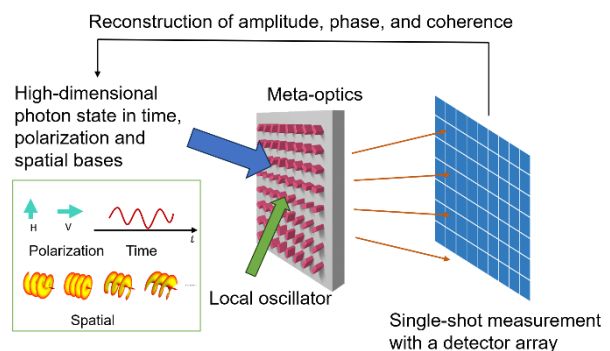 Reconstruction of amplitude, phase, and coherence
High-dimensional
photon state in time,
polarization and
spatial bases
Meta-optics
H
V
t
Polarization
Time
Spatial
Local oscillator
Single-shot measurement
with a detector array